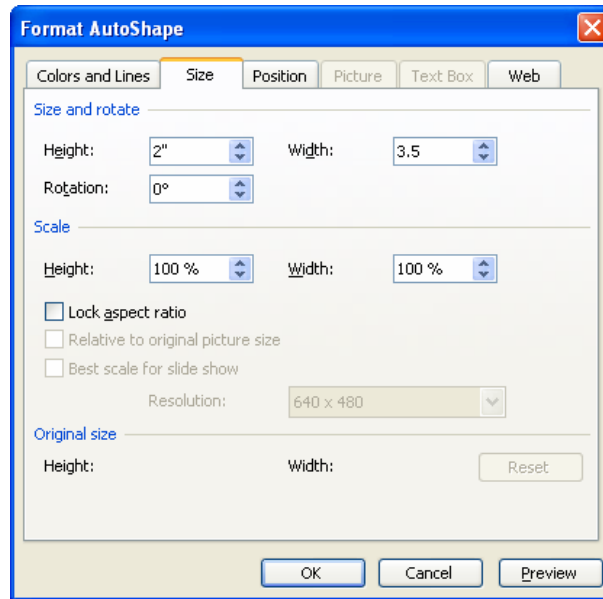 Format AutoShape
Colors and Lines Size Position Picture Text Box Web
Size and rotate
Height: 2" Width: 3.5
Rotation: 0°
Scale
Height: 100 % Width: 100 %
Lock aspect ratio
Relative to original picture size
Best scale for slide show
Resolution: 640 x 480
Original size
Height: Width: Reset
OK Cancel Preview